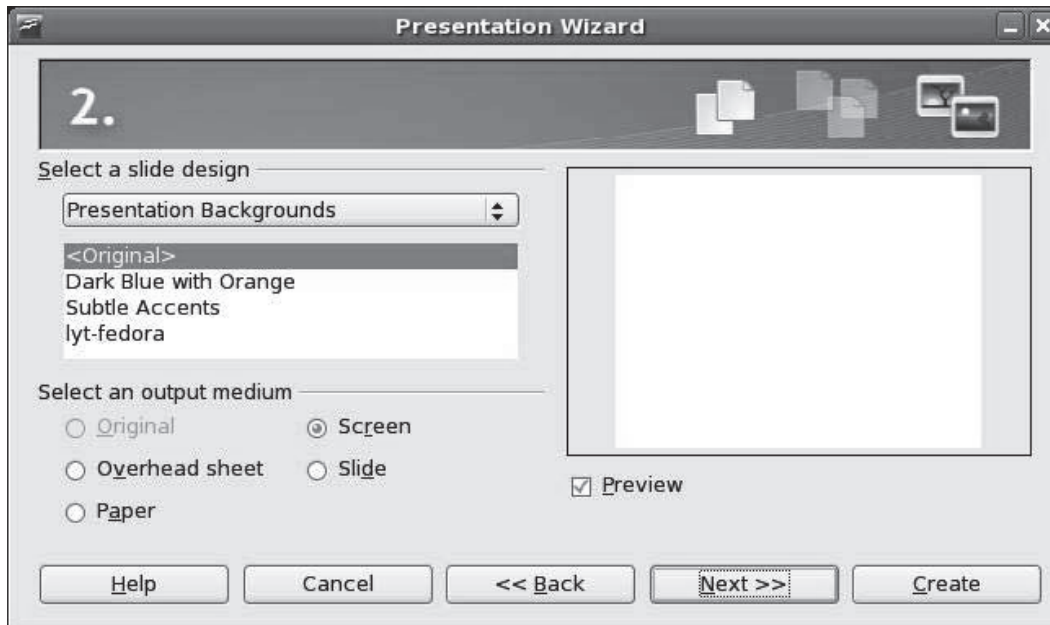 Presentation Wizard
2.
Select a slide design
Presentation Backgrounds
<Original>
Dark Blue with Orange
Subtle Accents
lyt-fedora
Select an output medium
Original
Screen
Overhead sheet
Slide
Paper
Preview
Help
Cancel
<< Back
Next >>
Create